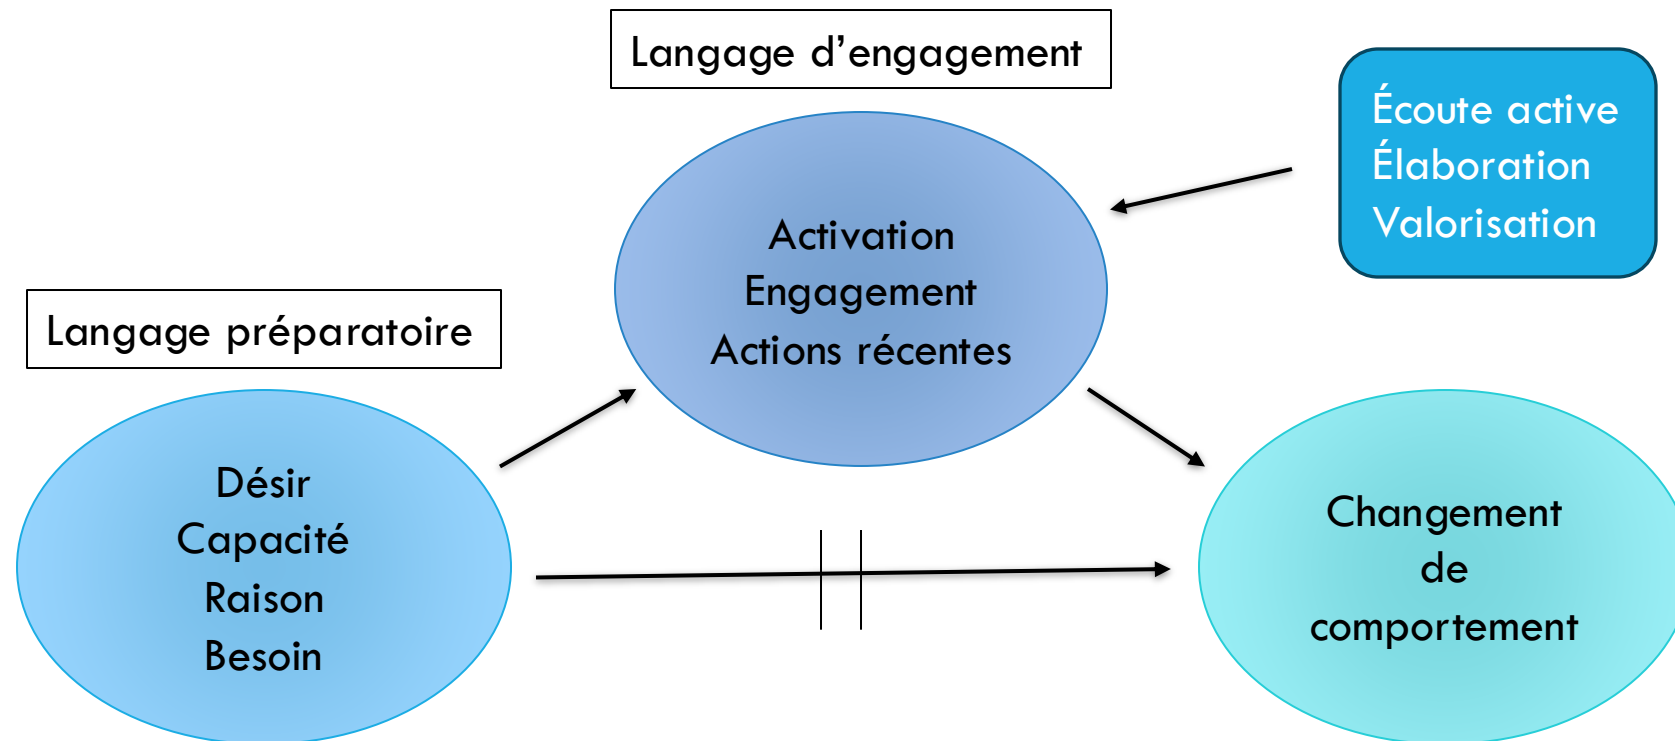 Langage d’engagement
Écoute active
Élaboration
Valorisation
Activation
Engagement
Actions récentes
Langage préparatoire
Désir
Capacité
Raison
Besoin
Changement
de
comportement